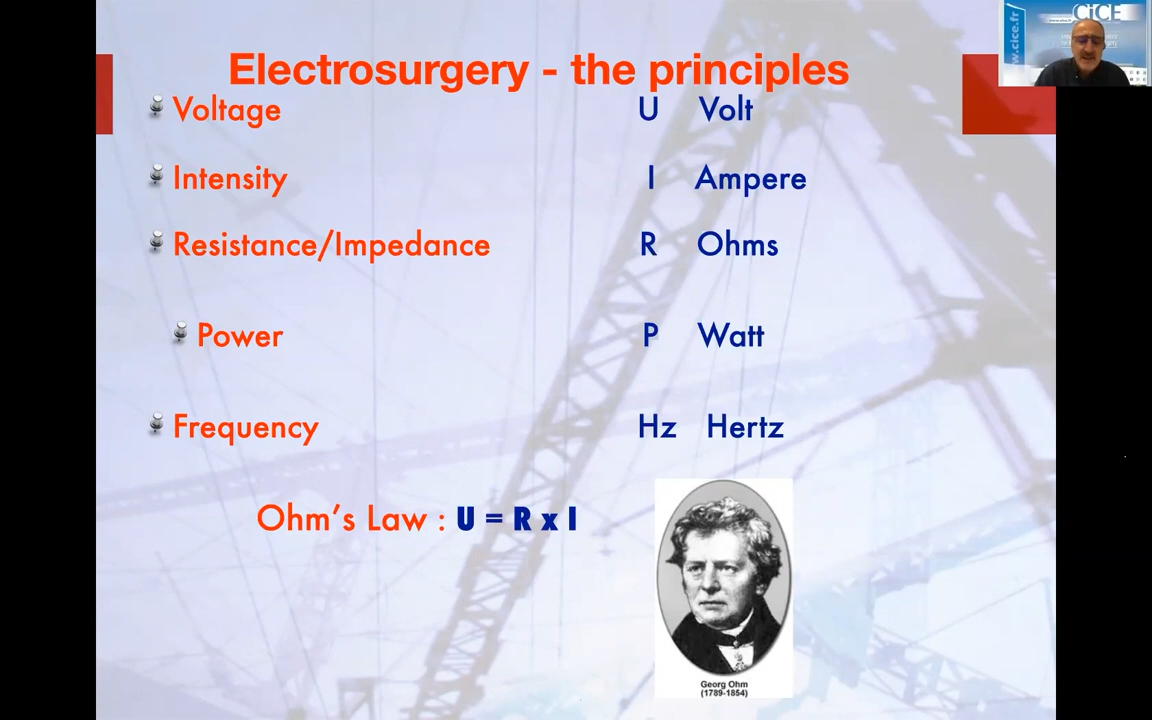 CiCE
www.cice.fr
Electrosurgery - the principles
Voltage U Volt
Intensity I Ampere
Resistance/Impedance R Ohms
Power P Watt
Frequency Hz Hertz
Ohm's Law : U = R x I
Georg Ohm
(1789-1854)